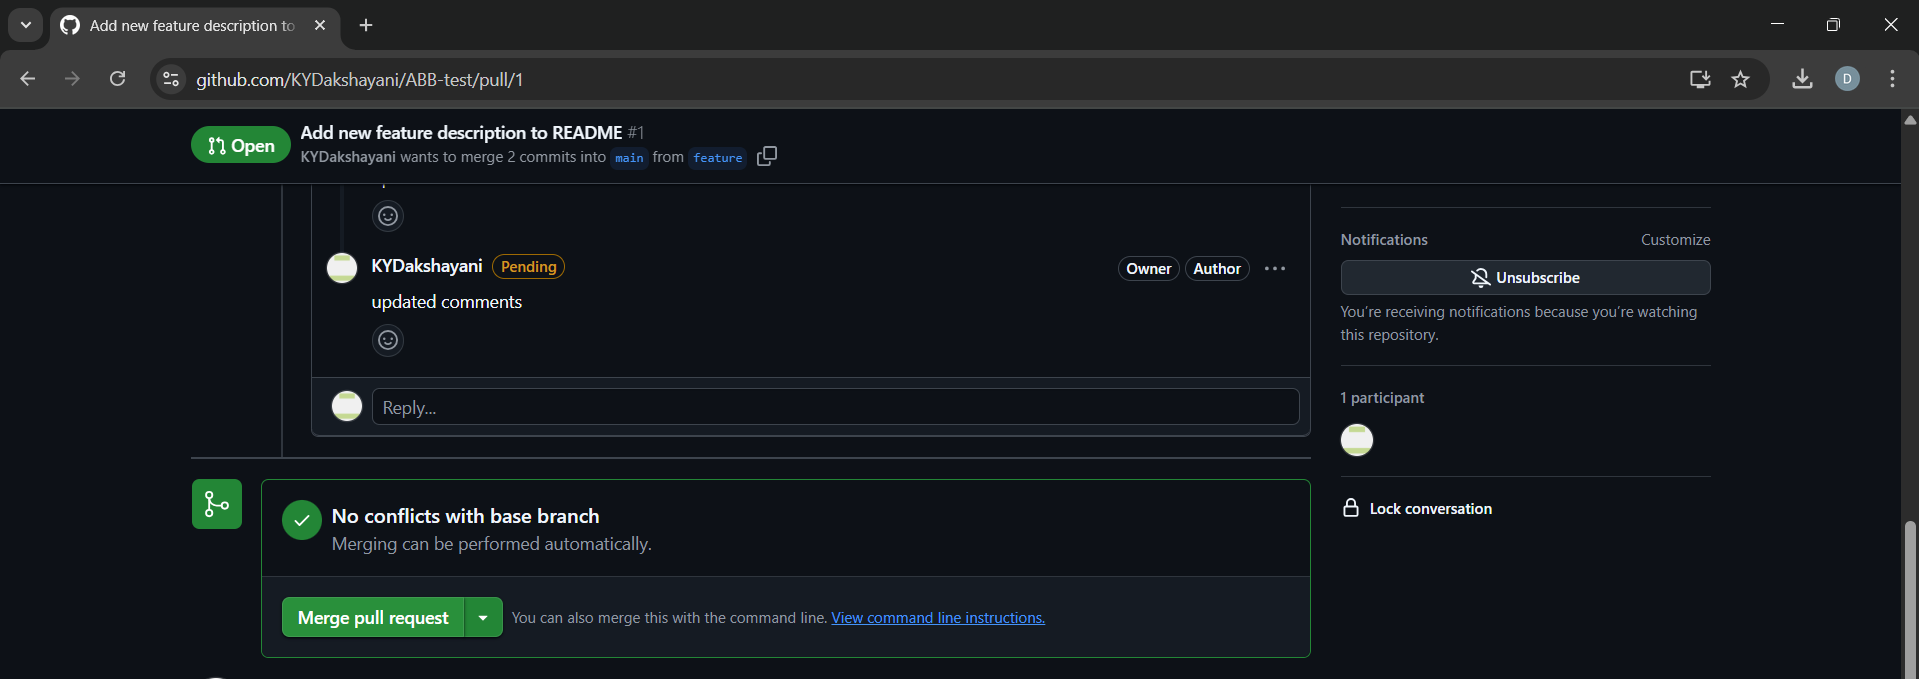 Add new feature description to
github.com/KYDakshayani/ABB-test/pull/1
D
Open
Add new feature description to README #1
KYDakshayani wants to merge 2 commits into main from feature
KYDakshayani Pending
Owner Author
updated comments
Reply...
No conflicts with base branch
Merging can be performed automatically.
Merge pull request
You can also merge this with the command line. View command line instructions.
Notifications
Customize
Unsubscribe
You're receiving notifications because you're watching
this repository.
1 participant
Lock conversation